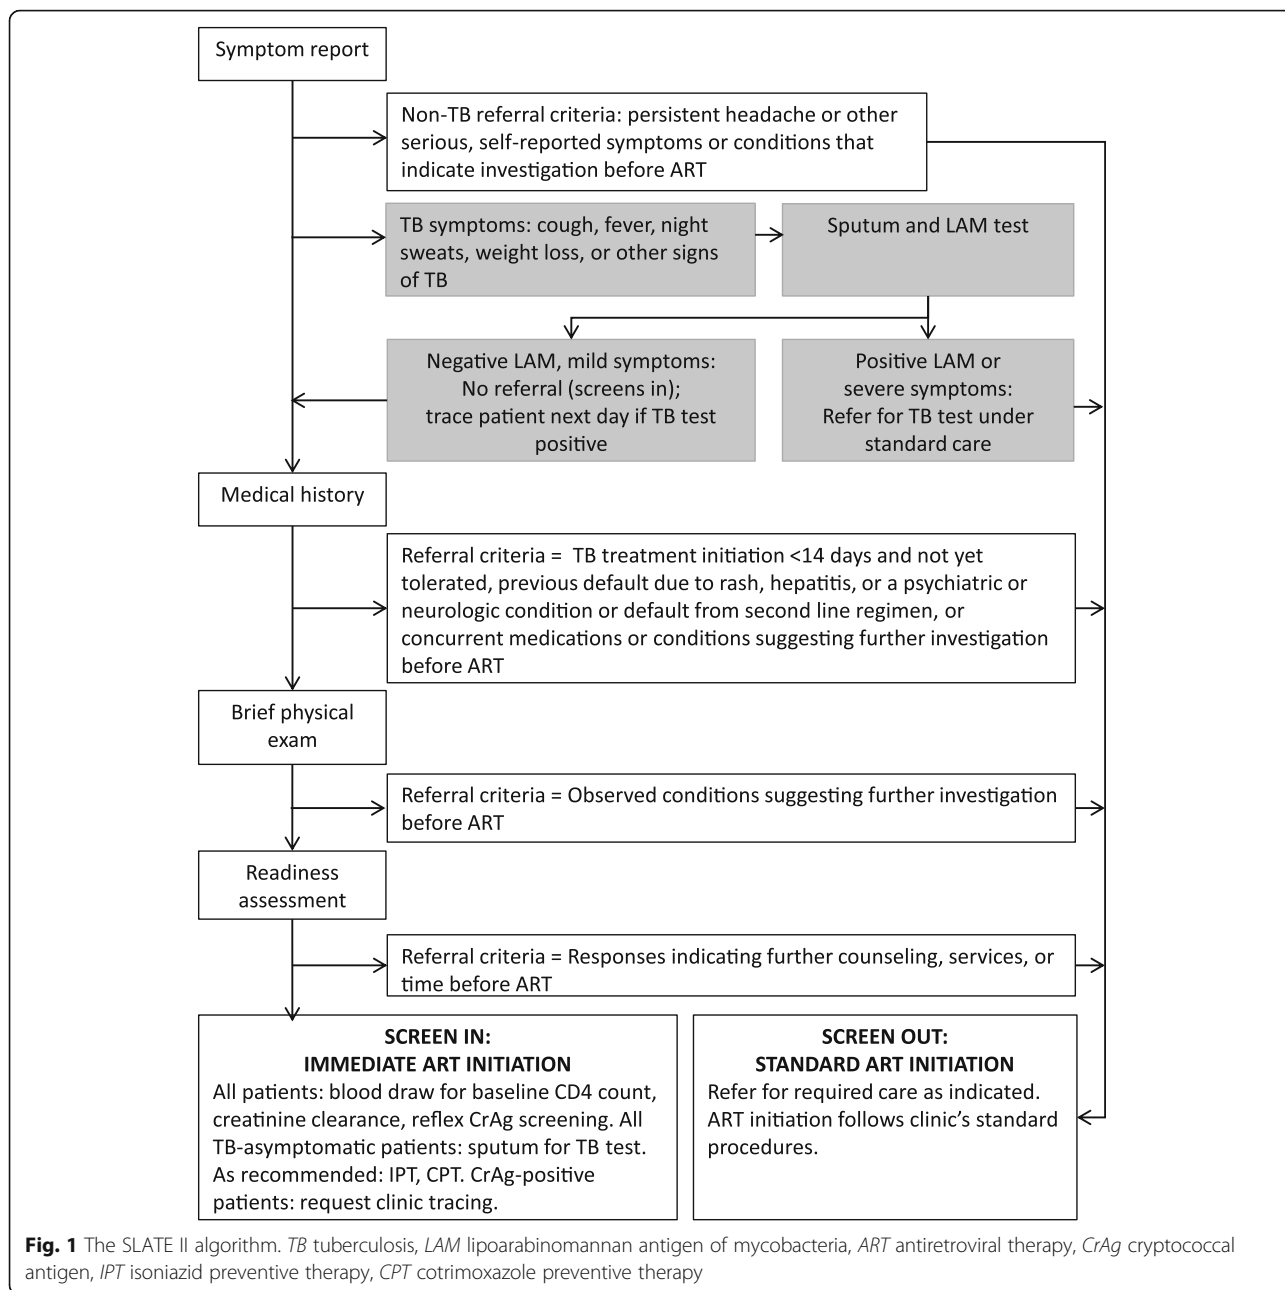 Symptom report
Non-TB referral criteria: persistent headache or other
serious, self-reported symptoms or conditions that
indicate investigation before ART
TB symptoms: cough, fever, night
sweats, weight loss, or other signs
of TB
Sputum and LAM test
Negative LAM, mild symptoms:
No referral (screens in);
trace patient next day if TB test
positive
Positive LAM or
severe symptoms:
Refer for TB test under
standard care
Medical history
Referral criteria = TB treatment initiation <14 days and not yet
tolerated, previous default due to rash, hepatitis, or a psychiatric or
neurologic condition or default from second line regimen, or
concurrent medications or conditions suggesting further investigation
before ART
Brief physical
exam
Referral criteria = Observed conditions suggesting further investigation
before ART
Readiness
assessment
Referral criteria = Responses indicating further counseling, services, or
time before ART
SCREEN IN:
IMMEDIATE ART INITIATION
All patients: blood draw for baseline CD4 count,
creatinine clearance, reflex CrAg screening. All
TB-asymptomatic patients: sputum for TB test.
As recommended: IPT, CPT. CrAg-positive
patients: request clinic tracing.
SCREEN OUT:
STANDARD ART INITIATION
Refer for required care as indicated.
ART initiation follows clinic's standard
procedures.
Fig. 1 The SLATE II algorithm. TB tuberculosis, LAM lipoarabinomannan antigen of mycobacteria, ART antiretroviral therapy, CrAg cryptococcal
antigen, IPT isoniazid preventive therapy, CPT cotrimoxazole preventive therapy